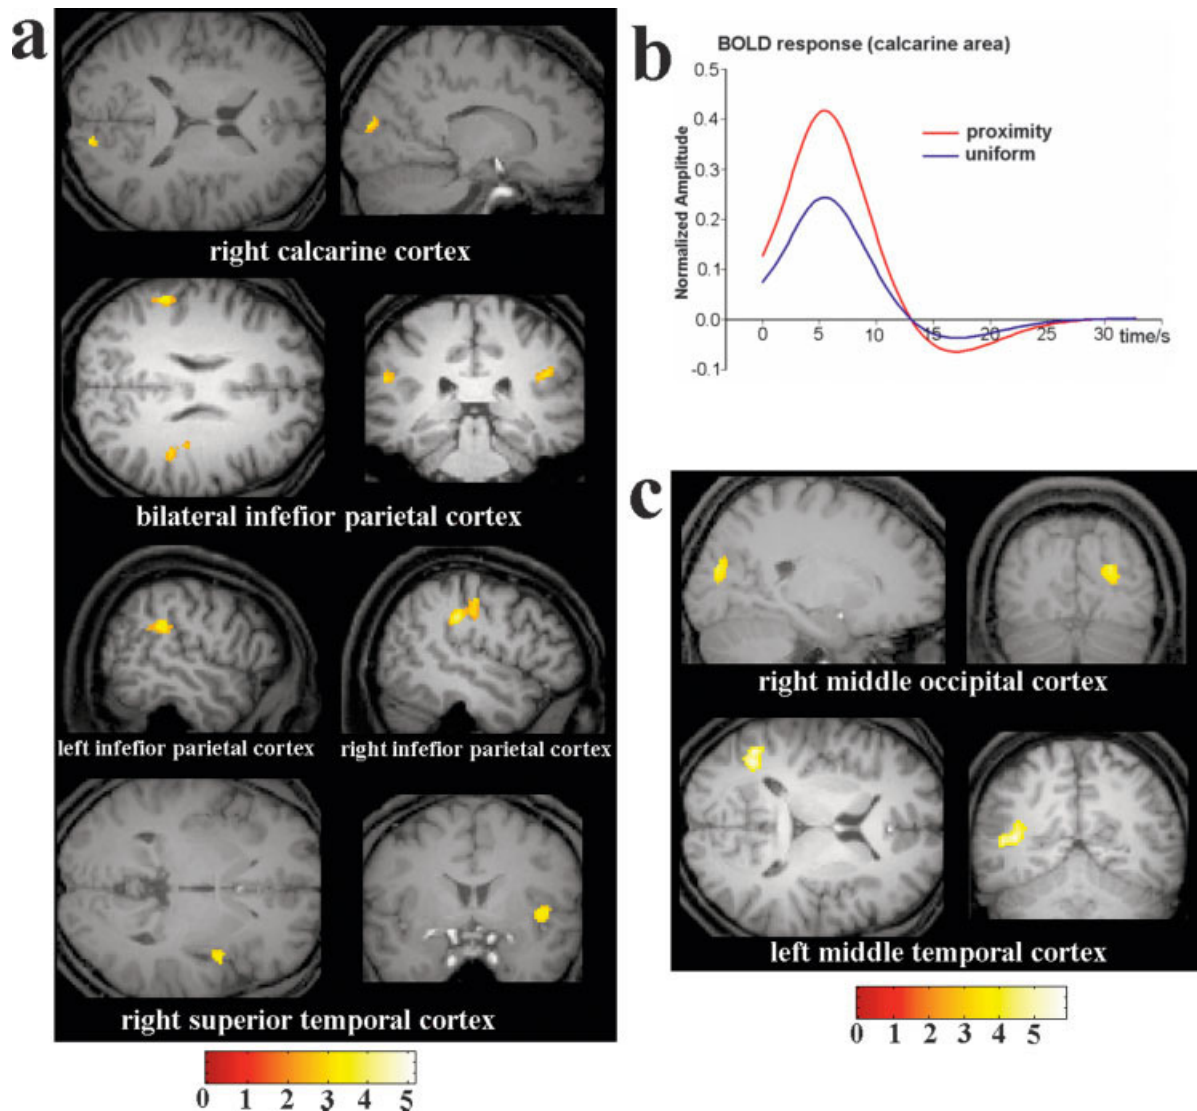 a
right calcarine cortex
bilateral infefior parietal cortex
left infefior parietal cortex
right infefior parietal cortex
right superior temporal cortex
0 1 2 3 4 5
b
BOLD response (calcarine area)
Normalized Amplitude
0.5
0.4
0.3
0.2
0.1
0.0
-0.1
proximity
uniform
0 5 10 15 20 25 30 time/s
c
right middle occipital cortex
left middle temporal cortex
0 1 2 3 4 5